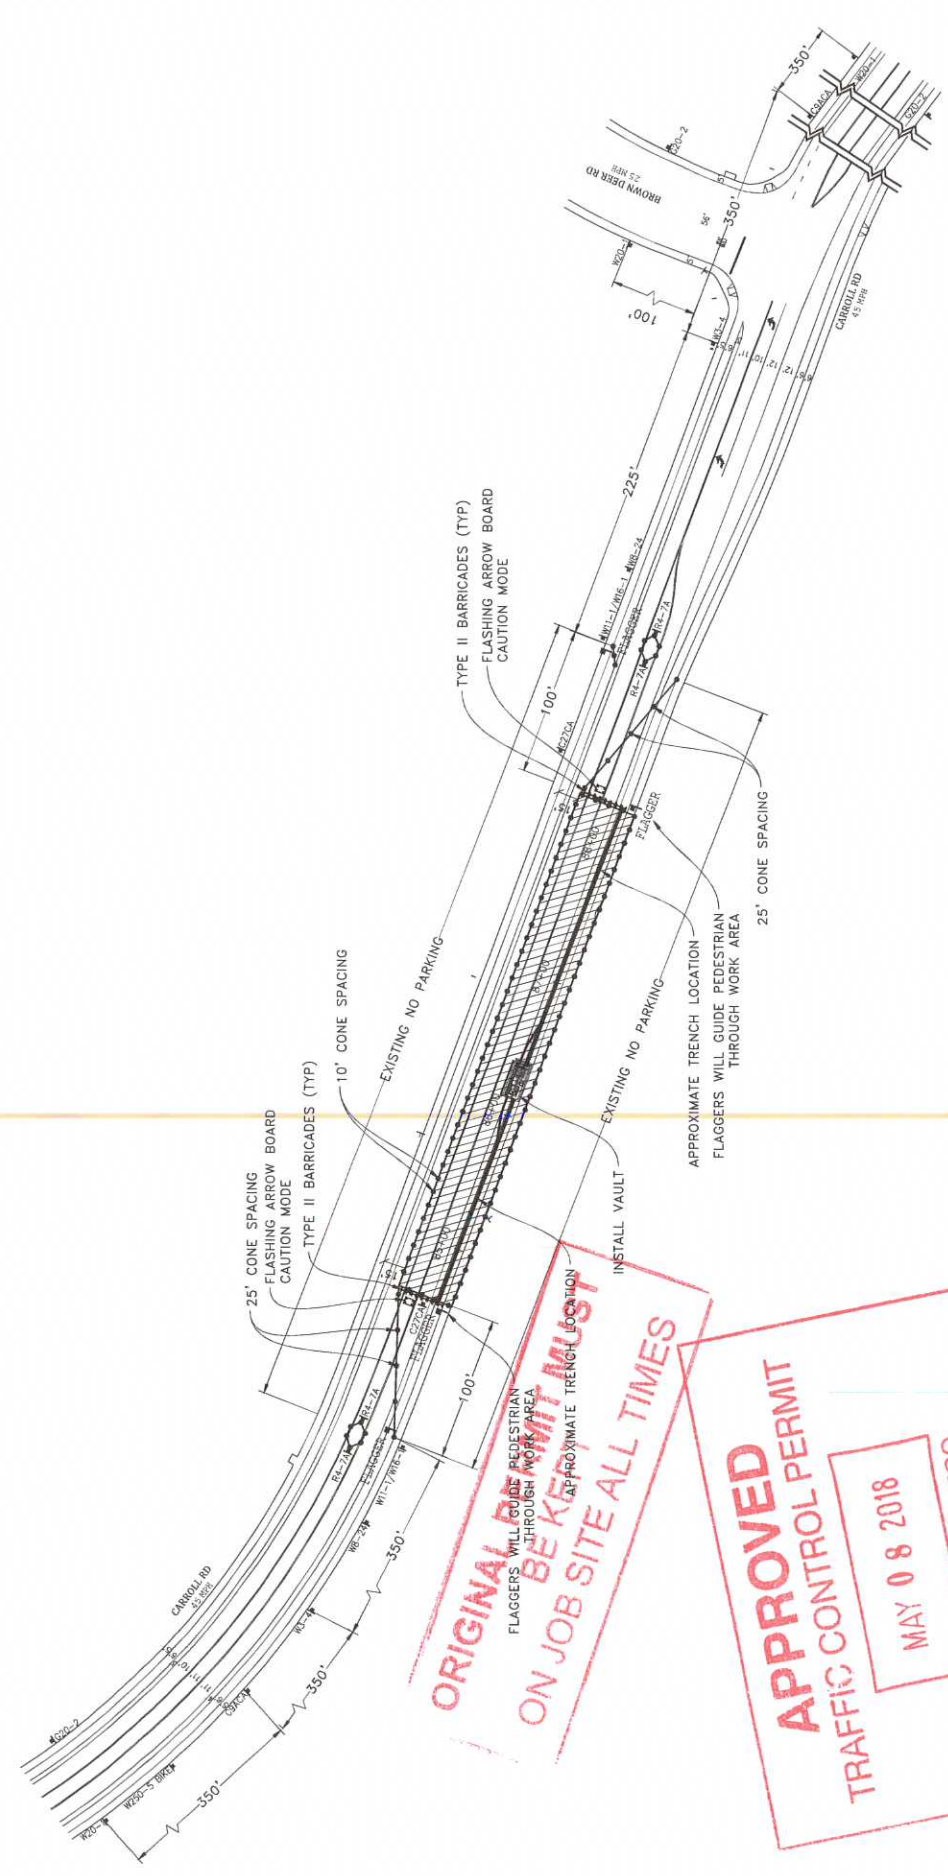 350'
C9ACA
W20-1
G20-2
G20-2
BROWN DEER RD
25 MPH
W20-1
5'
56'
5'
350'
100'
W3-4
CARROLL RD
45 MPH
225'
TYPE II BARRICADES (TYP)
FLASHING ARROW BOARD
CAUTION MODE
W8-24
W11-1/W16-1
FLAGGER
R4-7A
R4-7A
100'
C27CA
15'
FLAGGER
25' CONE SPACING
FLAGGERS WILL GUIDE PEDESTRIAN
THROUGH WORK AREA
APPROXIMATE TRENCH LOCATION
EXISTING NO PARKING
10' CONE SPACING
EXISTING NO PARKING
INSTALL VAULT
TYPE II BARRICADES (TYP)
FLASHING ARROW BOARD
CAUTION MODE
25' CONE SPACING
C27CA
FLAGGER
100'
APPROXIMATE TRENCH LOCATION
FLAGGERS WILL GUIDE PEDESTRIAN
THROUGH WORK AREA
R4-7A
R4-7A
FLAGGER
W11-1/W16-1
W8-24
350'
W3-4
CARROLL RD
45 MPH
350'
C9ACA
G20-2
W250-5 BIKE
W20-1
350'
ORIGINAL PERMIT MUST
BE KEPT
ON JOB SITE ALL TIMES
APPROVED
TRAFFIC CONTROL PERMIT
MAY 0 8 2018